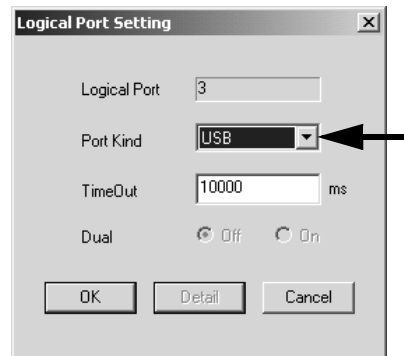 Logical Port Setting
Logical Port 3
Port Kind USB
TimeOut 10000 ms
Dual Off On
OK Detail Cancel